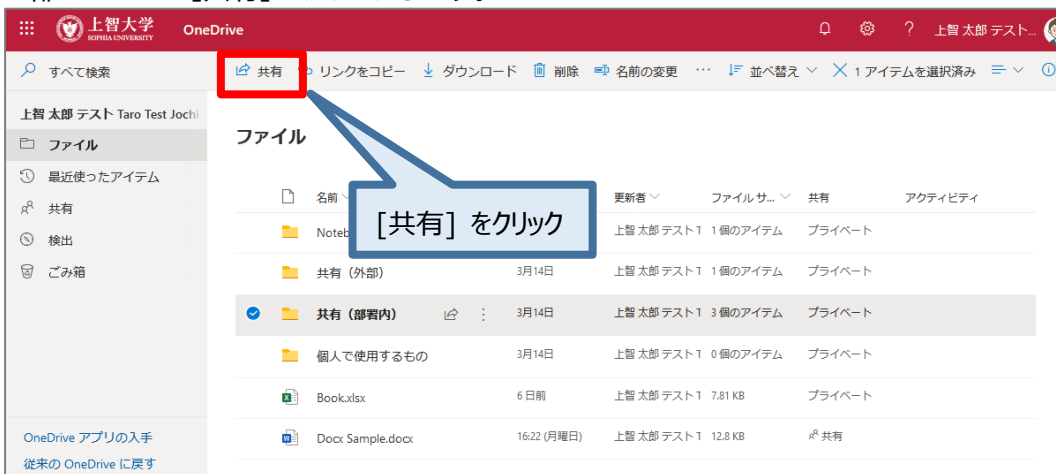 上智大学 OneDrive 上智 太郎 テスト...
SOPHIA UNIVERSITY
すべて検索 共有 リンクをコピー ダウンロード 削除 名前の変更 … 並べ替え 1 アイテムを選択済み
上智 太郎 テスト Taro Test Jochi
ファイル
最近使ったアイテム
共有
検出
ごみ箱
OneDrive アプリの入手
従来の OneDrive に戻す
ファイル
[共有] をクリック
名前 更新者 ファイル サ... 共有 アクティビティ
Noteb 上智 太郎 テスト T 1 個のアイテム プライベート
共有（外部） 3月14日 上智 太郎 テスト T 1 個のアイテム プライベート
共有（部署内） 3月14日 上智 太郎 テスト T 3 個のアイテム プライベート
個人で使用するもの 3月14日 上智 太郎 テスト T 0 個のアイテム プライベート
Book.xlsx 6 日前 上智 太郎 テスト T 7.81 KB プライベート
Docx Sample.docx 16:22 (月曜日) 上智 太郎 テスト T 12.8 KB 共有